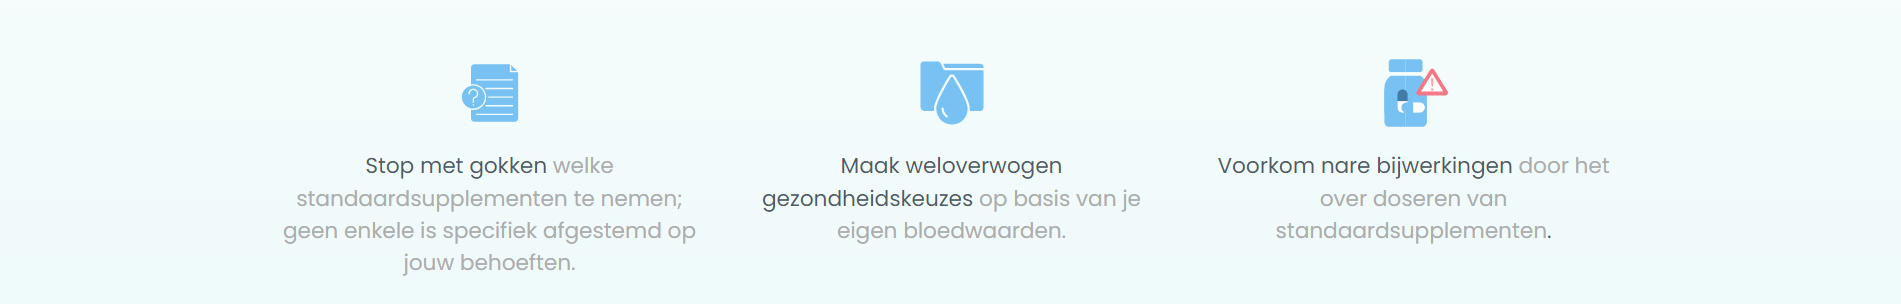 Stop met gokken welke
standaardsupplementen te nemen;
geen enkele is specifiek afgestemd op
jouw behoeften.
Maak weloverwogen
gezondheidskeuzes op basis van je
eigen bloedwaarden.
Voorkom nare bijwerkingen door het
over doseren van
standaardsupplementen.